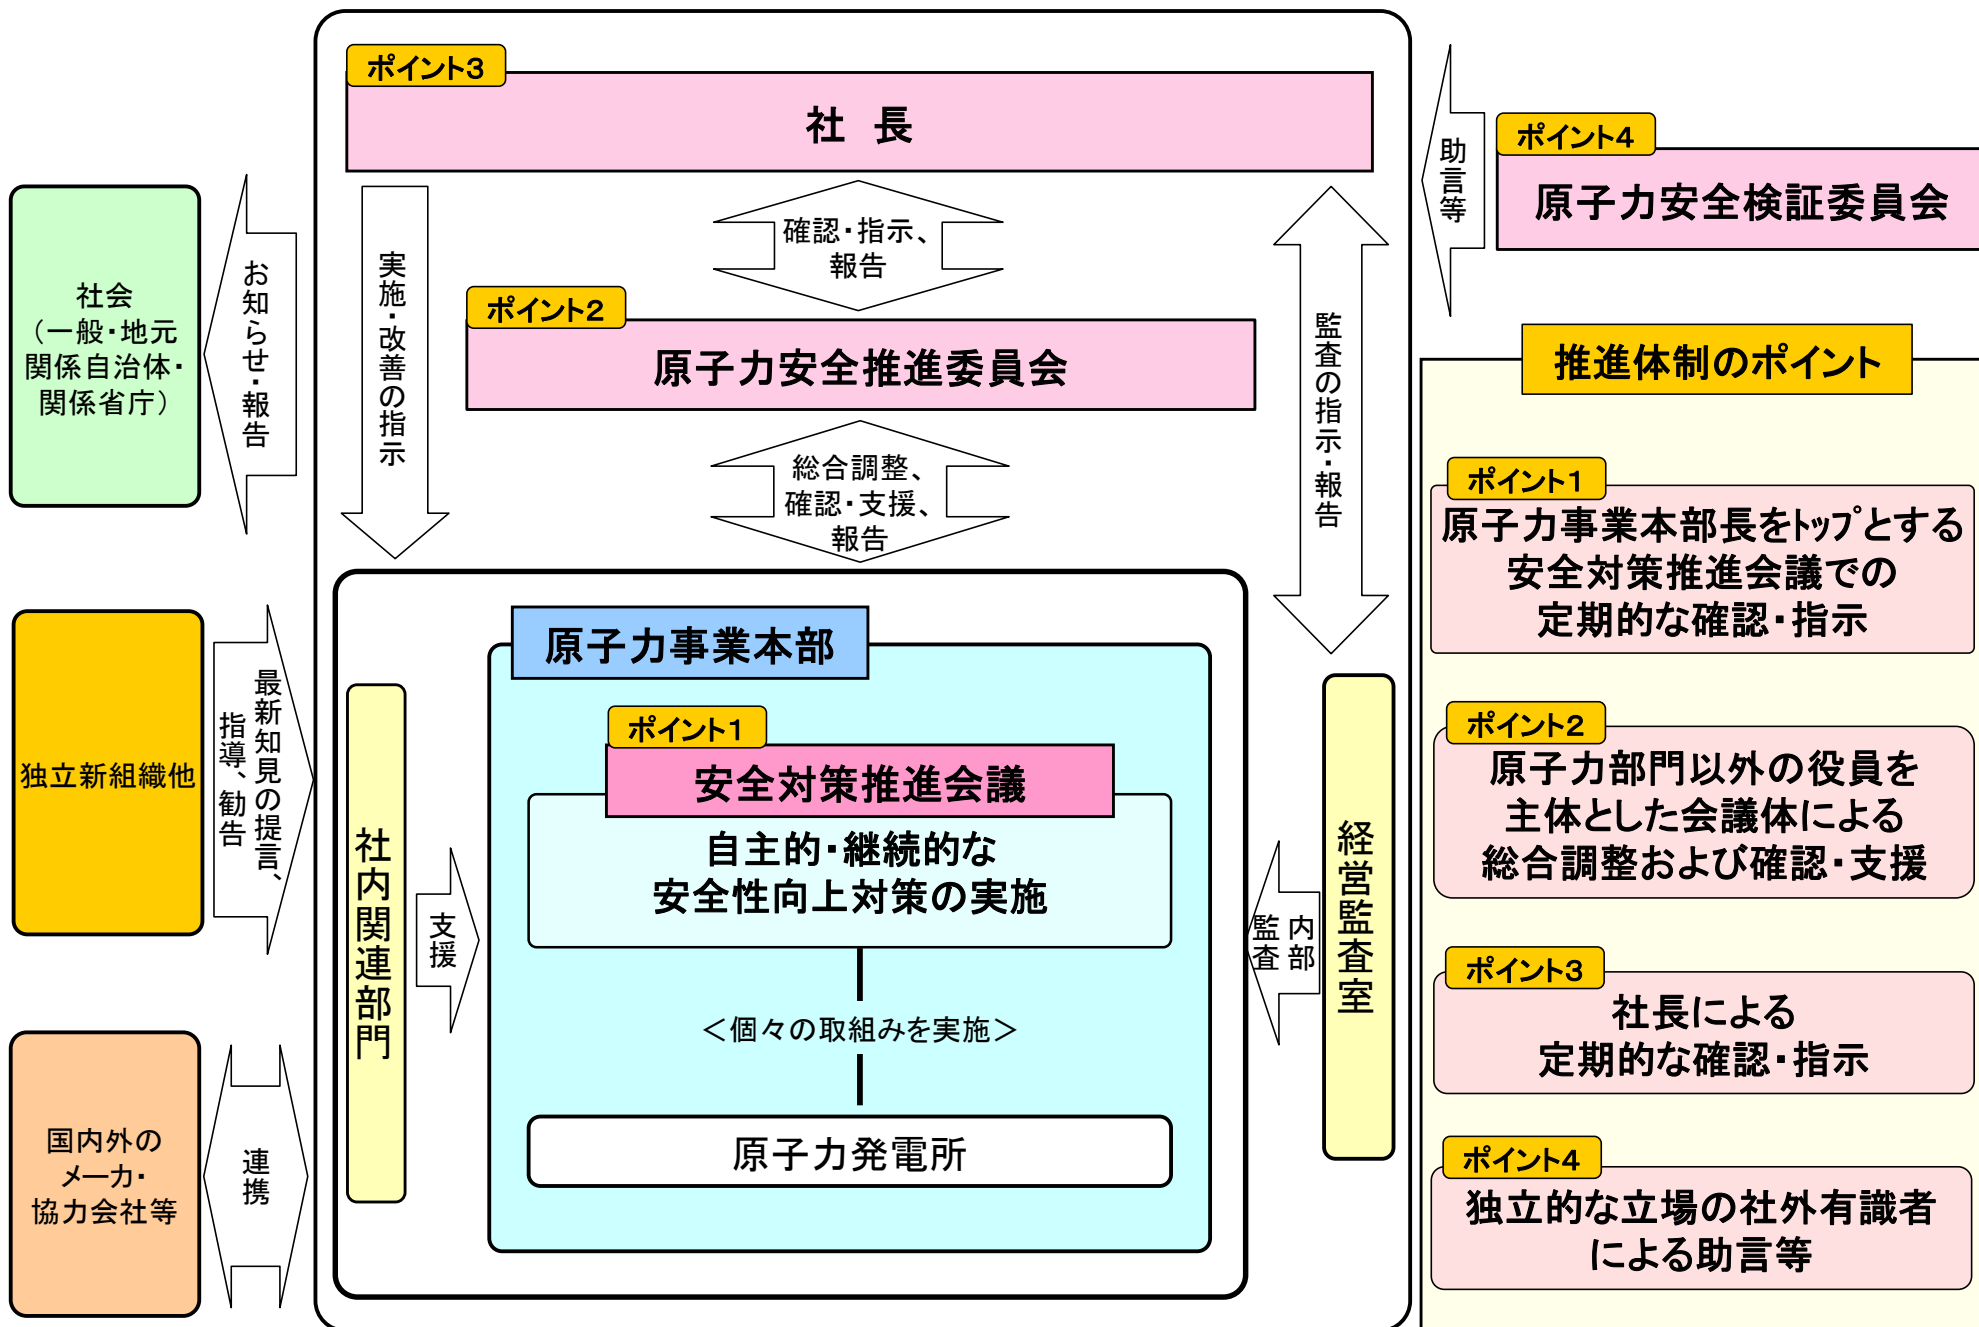 ポイント3
社 長
ポイント4
原子力安全検証委員会
助言等
社会
（一般・地元
関係自治体・
関係省庁）
お知らせ・報告
実施・改善の指示
確認・指示、
報告
監査の指示・報告
ポイント2
原子力安全推進委員会
総合調整、
確認・支援、
報告
独立新組織他
最新知見の提言、
指導、勧告
国内外の
メーカ・
協力会社等
連携
社内関連部門
支援
原子力事業本部
ポイント1
安全対策推進会議
自主的・継続的な
安全性向上対策の実施
＜個々の取組みを実施＞
原子力発電所
内部
監査
経営監査室
推進体制のポイント
ポイント1
原子力事業本部長をトップとする
安全対策推進会議での
定期的な確認・指示
ポイント2
原子力部門以外の役員を
主体とした会議体による
総合調整および確認・支援
ポイント3
社長による
定期的な確認・指示
ポイント4
独立的な立場の社外有識者
による助言等